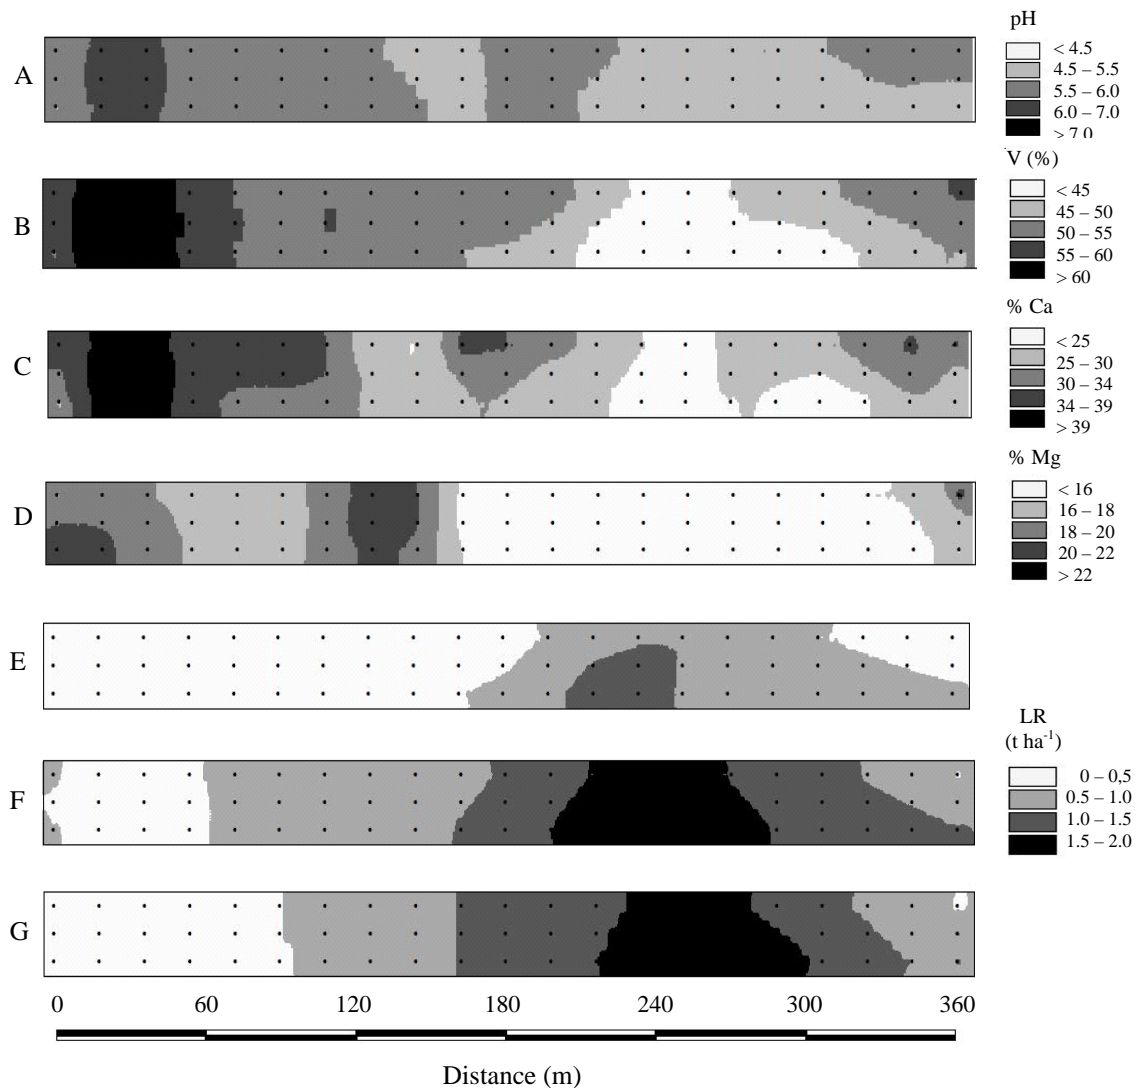 pH
A
< 4.5
4.5 – 5.5
5.5 – 6.0
6.0 – 7.0
> 7.0
V (%)
B
< 45
45 – 50
50 – 55
55 – 60
> 60
% Ca
C
< 25
25 – 30
30 – 34
34 – 39
> 39
% Mg
D
< 16
16 – 18
18 – 20
20 – 22
> 22
E
LR
(t ha-1)
F
0 – 0,5
0.5 – 1.0
1.0 – 1.5
1.5 – 2.0
G
0 60 120 180 240 300 360
Distance (m)